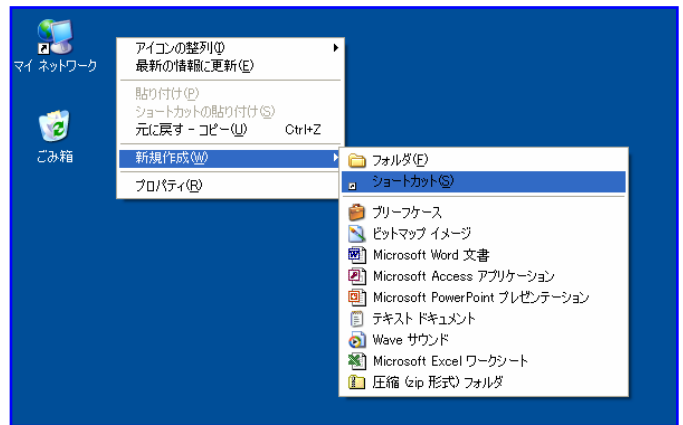 マイ ネットワーク
ごみ箱
アイコンの整列(I)
最新の情報に更新(E)
貼り付け(P)
ショートカットの貼り付け(S)
元に戻す - コピー(U) Ctrl+Z
新規作成(W)
プロパティ(R)
フォルダ(F)
ショートカット(S)
ブリーフケース
ビットマップ イメージ
Microsoft Word 文書
Microsoft Access アプリケーション
Microsoft PowerPoint プレゼンテーション
テキスト ドキュメント
Wave サウンド
Microsoft Excel ワークシート
圧縮 (zip 形式) フォルダ